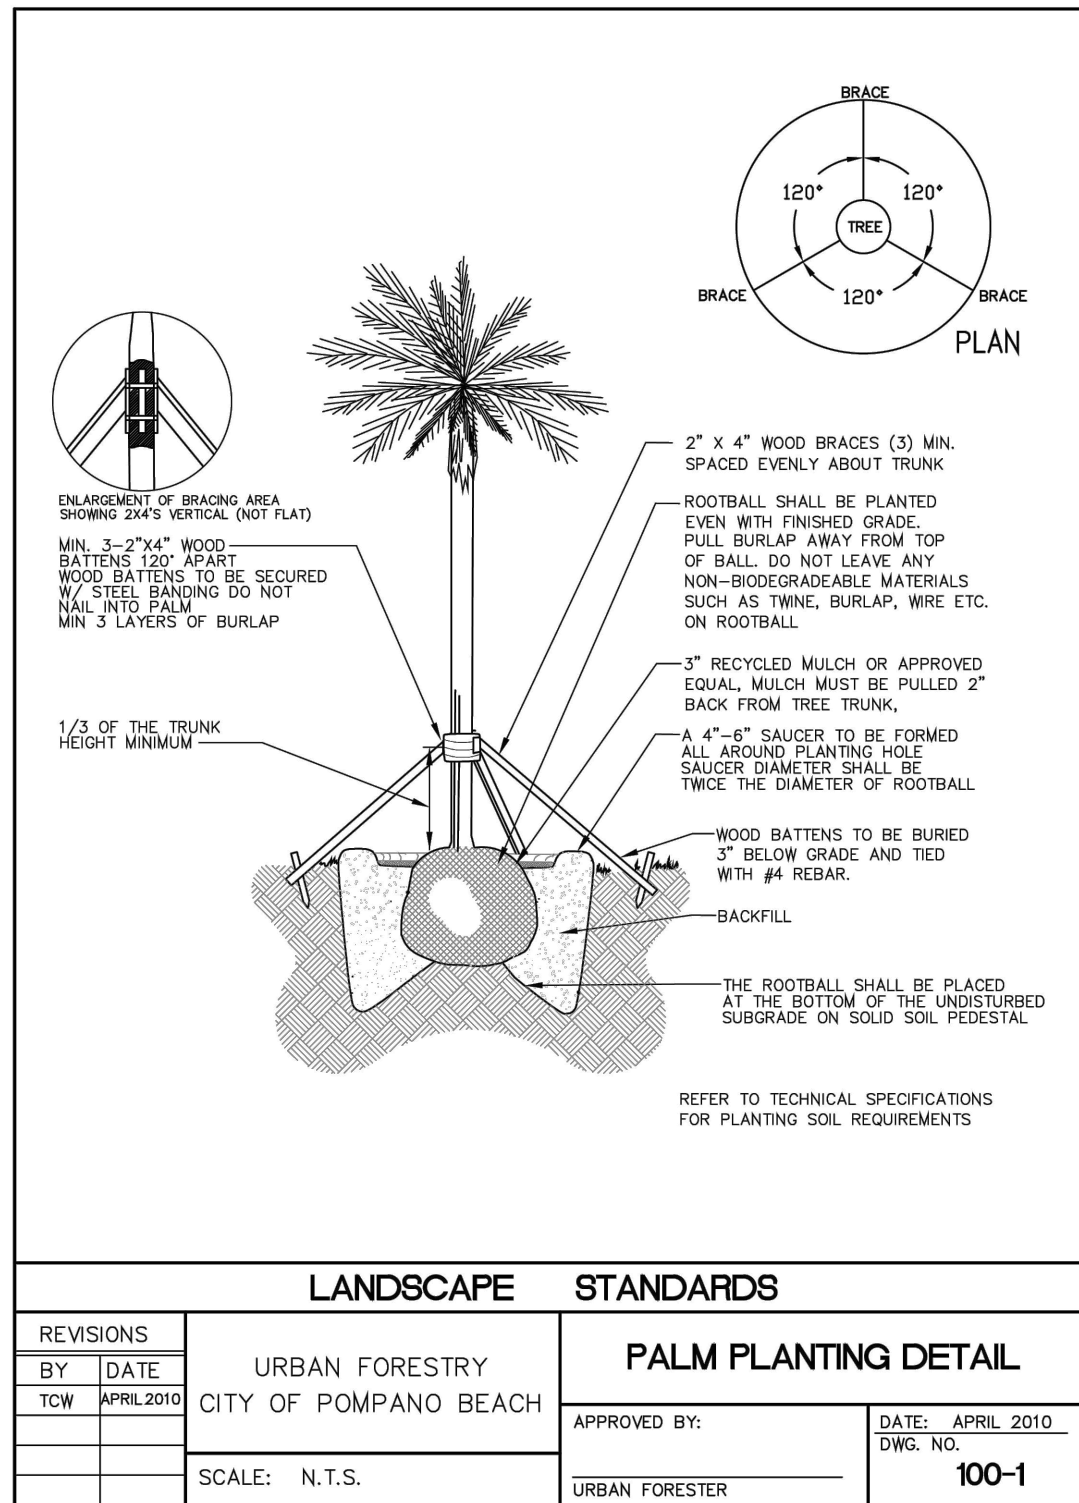 BRACE
120°
120°
TREE
BRACE
120°
BRACE
PLAN
ENLARGEMENT OF BRACING AREA
SHOWING 2X4'S VERTICAL (NOT FLAT)
MIN. 3-2"X4" WOOD
BATTENS 120° APART
WOOD BATTENS TO BE SECURED
W/ STEEL BANDING DO NOT
NAIL INTO PALM
MIN 3 LAYERS OF BURLAP
1/3 OF THE TRUNK
HEIGHT MINIMUM
2" X 4" WOOD BRACES (3) MIN.
SPACED EVENLY ABOUT TRUNK
ROOTBALL SHALL BE PLANTED
EVEN WITH FINISHED GRADE.
PULL BURLAP AWAY FROM TOP
OF BALL. DO NOT LEAVE ANY
NON-BIODEGRADEABLE MATERIALS
SUCH AS TWINE, BURLAP, WIRE ETC.
ON ROOTBALL
3" RECYCLED MULCH OR APPROVED
EQUAL, MULCH MUST BE PULLED 2"
BACK FROM TREE TRUNK,
A 4"-6" SAUCER TO BE FORMED
ALL AROUND PLANTING HOLE
SAUCER DIAMETER SHALL BE
TWICE THE DIAMETER OF ROOTBALL
WOOD BATTENS TO BE BURIED
3" BELOW GRADE AND TIED
WITH #4 REBAR.
BACKFILL
THE ROOTBALL SHALL BE PLACED
AT THE BOTTOM OF THE UNDISTURBED
SUBGRADE ON SOLID SOIL PEDESTAL
REFER TO TECHNICAL SPECIFICATIONS
FOR PLANTING SOIL REQUIREMENTS
LANDSCAPE STANDARDS
REVISIONS
BY DATE
TCW APRIL 2010
URBAN FORESTRY
CITY OF POMPANO BEACH
SCALE: N.T.S.
PALM PLANTING DETAIL
APPROVED BY:
URBAN FORESTER
DATE: APRIL 2010
DWG. NO.
100-1